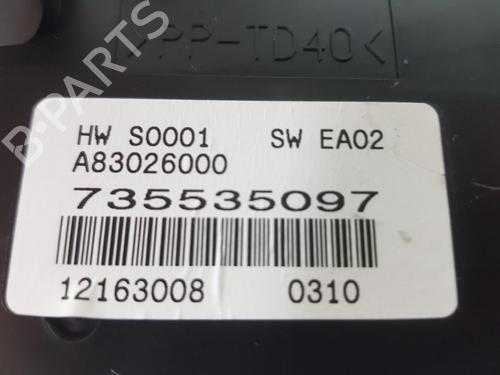 >PP-TD40<
HW S0001 SW EA02
A83026000
735535097
12163008 0310
B-PARTS